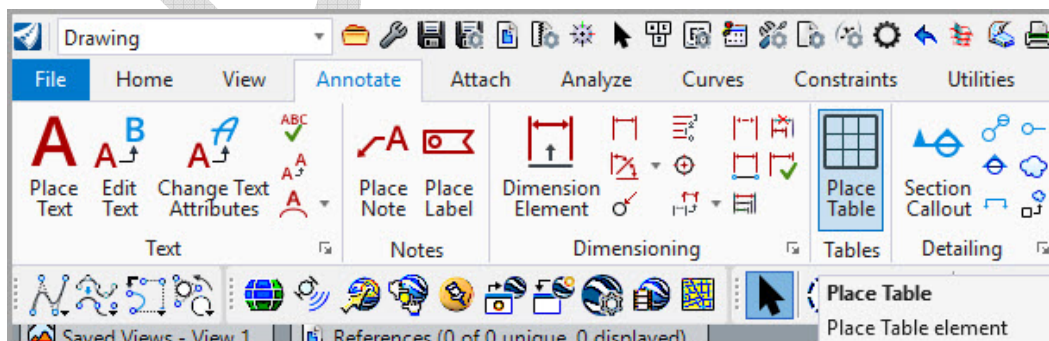 Drawing
File Home View Annotate Attach Analyze Curves Constraints Utilities
ABC
Place Text
Edit Text
Change Text Attributes
Place Note
Place Label
Dimension Element
Place Table
Section Callout
Text Notes Dimensioning Tables Detailing
Place Table
Place Table element
Saved Views - View 1
References (0 of 0 unique, 0 displayed)